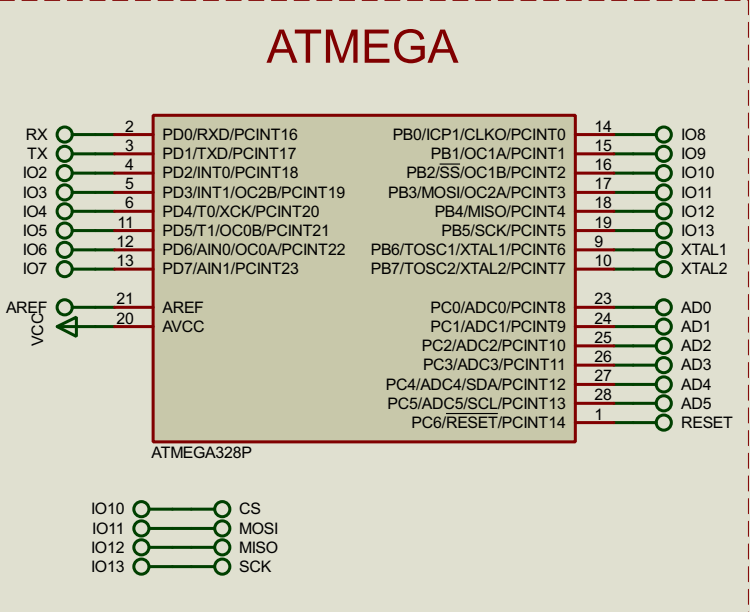 ATMEGA
RX 2 PD0/RXD/PCINT16 PB0/ICP1/CLKO/PCINT0 14 IO8
TX 3 PD1/TXD/PCINT17 PB1/OC1A/PCINT1 15 IO9
IO2 4 PD2/INT0/PCINT18 PB2/SS/OC1B/PCINT2 16 IO10
IO3 5 PD3/INT1/OC2B/PCINT19 PB3/MOSI/OC2A/PCINT3 17 IO11
IO4 6 PD4/T0/XCK/PCINT20 PB4/MISO/PCINT4 18 IO12
IO5 11 PD5/T1/OC0B/PCINT21 PB5/SCK/PCINT5 19 IO13
IO6 12 PD6/AIN0/OC0A/PCINT22 PB6/TOSC1/XTAL1/PCINT6 9 XTAL1
IO7 13 PD7/AIN1/PCINT23 PB7/TOSC2/XTAL2/PCINT7 10 XTAL2
AREF 21 AREF PC0/ADC0/PCINT8 23 AD0
VCC 20 AVCC PC1/ADC1/PCINT9 24 AD1
PC2/ADC2/PCINT10 25 AD2
PC3/ADC3/PCINT11 26 AD3
PC4/ADC4/SDA/PCINT12 27 AD4
PC5/ADC5/SCL/PCINT13 28 AD5
PC6/RESET/PCINT14 1 RESET
ATMEGA328P
IO10 CS
IO11 MOSI
IO12 MISO
IO13 SCK